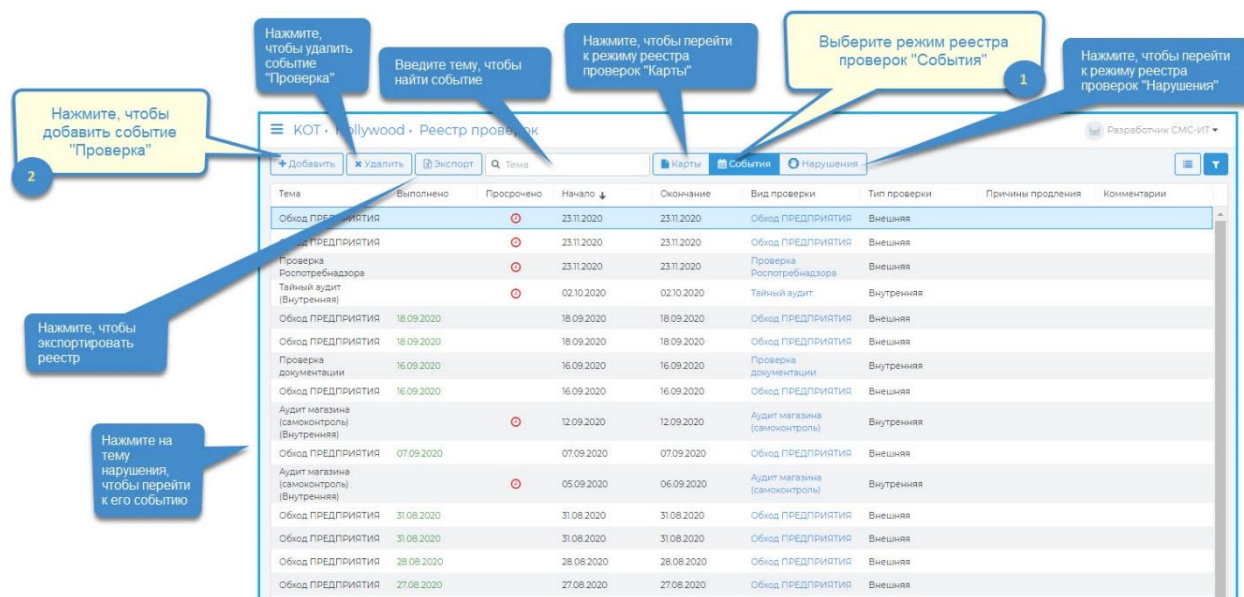 Нажмите,
чтобы удалить
событие
"Проверка"
Введите тему, чтобы
найти событие
Нажмите, чтобы перейти
к режиму реестра
проверок "Карты"
Выберите режим реестра
проверок "События"
1
Нажмите, чтобы перейти
к режиму реестра
проверок "Нарушения"
Нажмите, чтобы
добавить событие
"Проверка"
2
КОТ · Hollywood · Реестр проверок
Разработчик СМС-ИТ
Добавить Удалить Экспорт Тема Карты События Нарушения
Тема Выполнено Просрочено Начало Окончание Вид проверки Тип проверки Причины продления Комментарии
Обход ПРЕДПРИЯТИЯ 23.11.2020 23.11.2020 Обход ПРЕДПРИЯТИЯ Внешняя
Обход ПРЕДПРИЯТИЯ 23.11.2020 23.11.2020 Обход ПРЕДПРИЯТИЯ Внешняя
Проверка
Роспотребнадзора 23.11.2020 23.11.2020 Проверка
Роспотребнадзора Внешняя
Тайный аудит
(Внутренняя) 02.10.2020 02.10.2020 Тайный аудит Внутренняя
Обход ПРЕДПРИЯТИЯ 18.09.2020 18.09.2020 18.09.2020 Обход ПРЕДПРИЯТИЯ Внешняя
Обход ПРЕДПРИЯТИЯ 18.09.2020 18.09.2020 18.09.2020 Обход ПРЕДПРИЯТИЯ Внешняя
Проверка
документации 16.09.2020 16.09.2020 16.09.2020 Проверка
документации Внутренняя
Обход ПРЕДПРИЯТИЯ 16.09.2020 16.09.2020 16.09.2020 Обход ПРЕДПРИЯТИЯ Внешняя
Аудит магазина
(самоконтроль)
(Внутренняя) 12.09.2020 12.09.2020 Аудит магазина
(самоконтроль) Внутренняя
Обход ПРЕДПРИЯТИЯ 07.09.2020 07.09.2020 07.09.2020 Обход ПРЕДПРИЯТИЯ Внешняя
Аудит магазина
(самоконтроль)
(Внутренняя) 05.09.2020 06.09.2020 Аудит магазина
(самоконтроль) Внутренняя
Обход ПРЕДПРИЯТИЯ 31.08.2020 31.08.2020 31.08.2020 Обход ПРЕДПРИЯТИЯ Внешняя
Обход ПРЕДПРИЯТИЯ 31.08.2020 31.08.2020 31.08.2020 Обход ПРЕДПРИЯТИЯ Внешняя
Обход ПРЕДПРИЯТИЯ 28.08.2020 28.08.2020 28.08.2020 Обход ПРЕДПРИЯТИЯ Внешняя
Обход ПРЕДПРИЯТИЯ 27.08.2020 27.08.2020 27.08.2020 Обход ПРЕДПРИЯТИЯ Внешняя
Нажмите, чтобы
экспортировать
реестр
Нажмите на
тему
нарушения,
чтобы перейти
к его событию